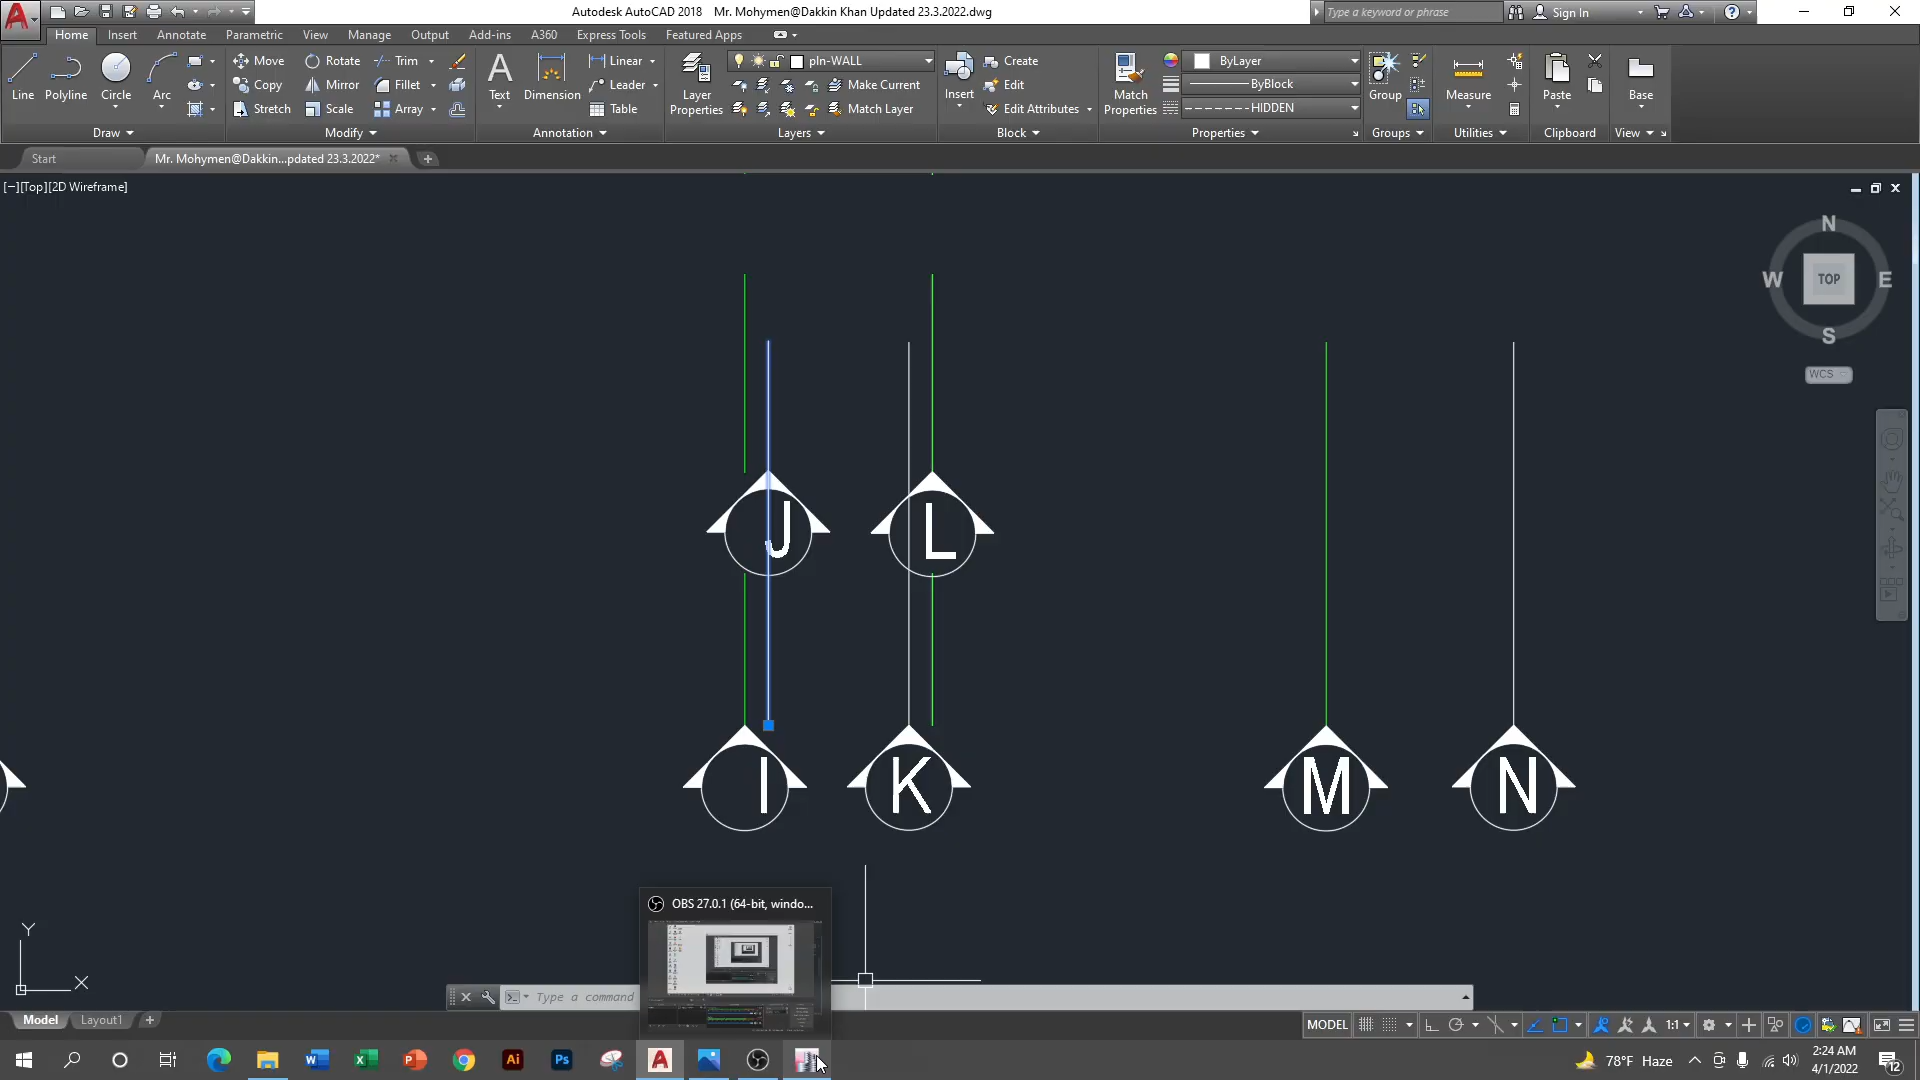 Autodesk AutoCAD 2018 Mr. Mohymen@Dakkin Khan Updated 23.3.2022.dwg
Type a keyword or phrase
Sign In
Home Insert Annotate Parametric View Manage Output Add-ins A360 Express Tools Featured Apps
Line Polyline Circle Arc
Move Rotate Trim
Copy Mirror Fillet
Stretch Scale Array
Text Dimension
Linear
Leader
Table
Layer Properties
pln-WALL
Make Current
Match Layer
Insert
Create
Edit
Edit Attributes
Match Properties
ByLayer
ByBlock
HIDDEN
Group Measure Paste Base
Draw Modify Annotation Layers Block Properties Groups Utilities Clipboard View
Start Mr. Mohymen@Dakkin...pdated 23.3.2022*
[−][Top][2D Wireframe]
N
W TOP E
S
WCS
J L
I K M N
OBS 27.0.1 (64-bit, windo...
Y
X
Type a command
Model Layout1
MODEL 1:1
78°F Haze
2:24 AM
4/1/2022
12